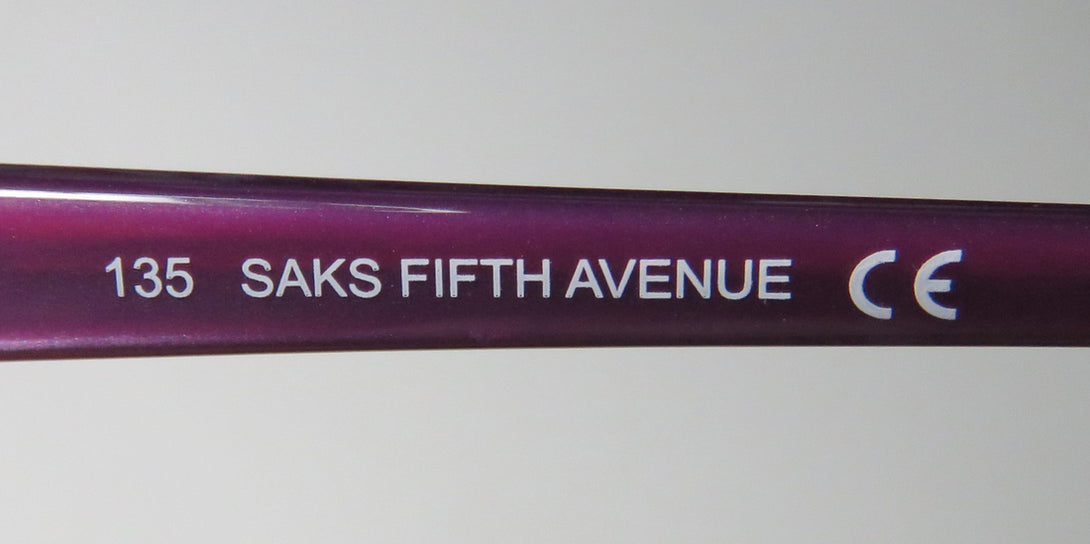 135 SAKS FIFTH AVENUE CE